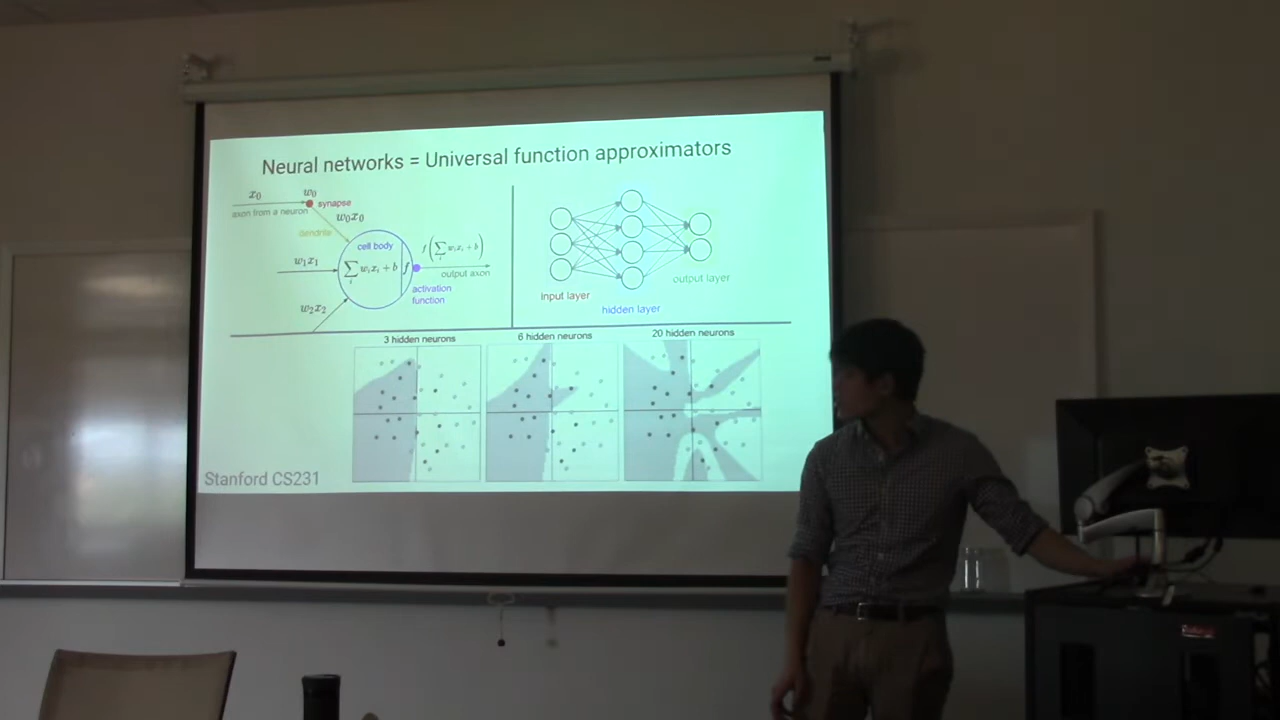 Neural networks = Universal function approximators
x₀
w₀
synapse
axon from a neuron
w₀x₀
dendrite
cell body
w₁x₁
∑ᵢ wᵢxᵢ + b
f
f(∑ᵢ wᵢxᵢ + b)
output axon
activation
function
w₂x₂
input layer
hidden layer
output layer
3 hidden neurons
6 hidden neurons
20 hidden neurons
Stanford CS231